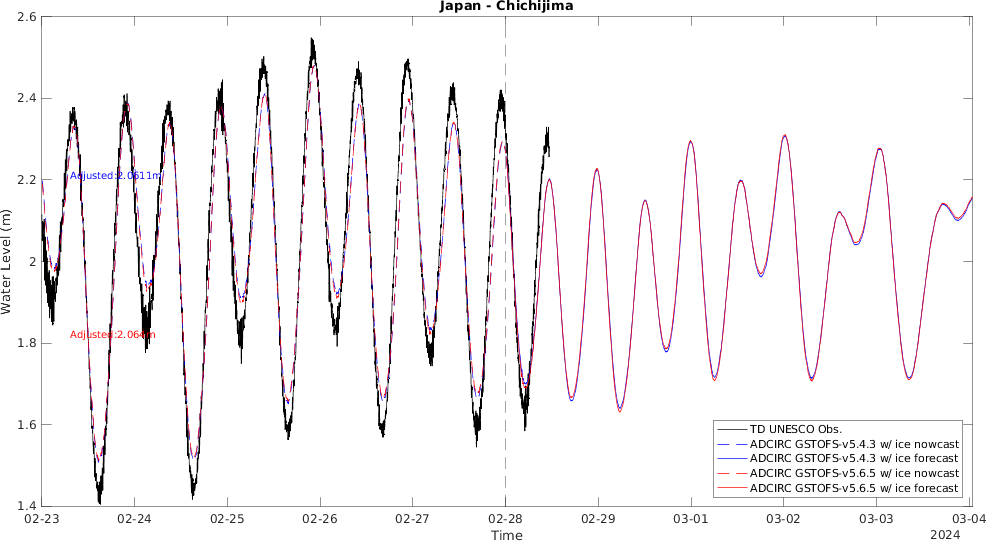 Japan - Chichijima
2.6
2.4
2.2
2
1.8
1.6
1.4
Water Level (m)
Adjusted:2.0611m
TD UNESCO Obs.
ADCIRC GSTOFS-v5.4.3 w/ ice nowcast
ADCIRC GSTOFS-v5.4.3 w/ ice forecast
ADCIRC GSTOFS-v5.6.5 w/ ice nowcast
ADCIRC GSTOFS-v5.6.5 w/ ice forecast
02-23 02-24 02-25 02-26 02-27 02-28 02-29 03-01 03-02 03-03 03-04
Time
2024